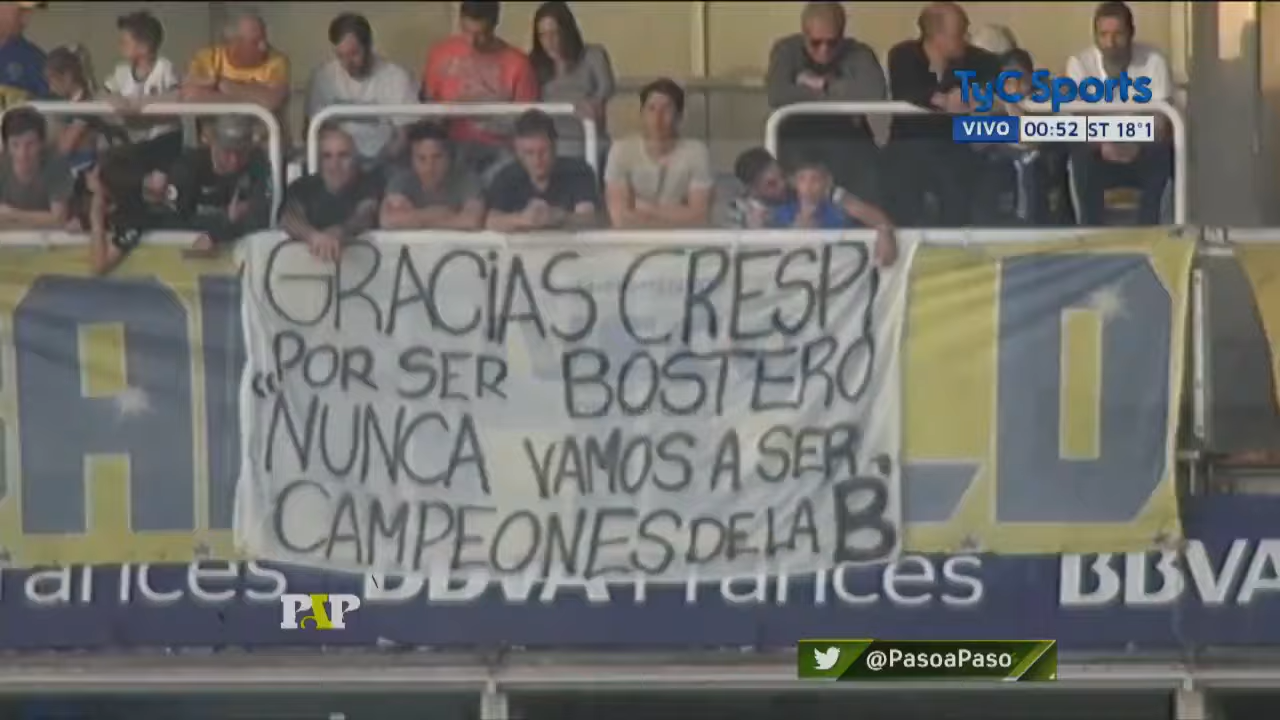 TyC Sports
VIVO 00:52 ST 18°1
GRACIAS CRESPI
"POR SER BOSTERO
NUNCA VAMOS A SER
CAMPEONES DE LA B
Frances BBVA Frances BBVA
PAP
@PasoaPaso